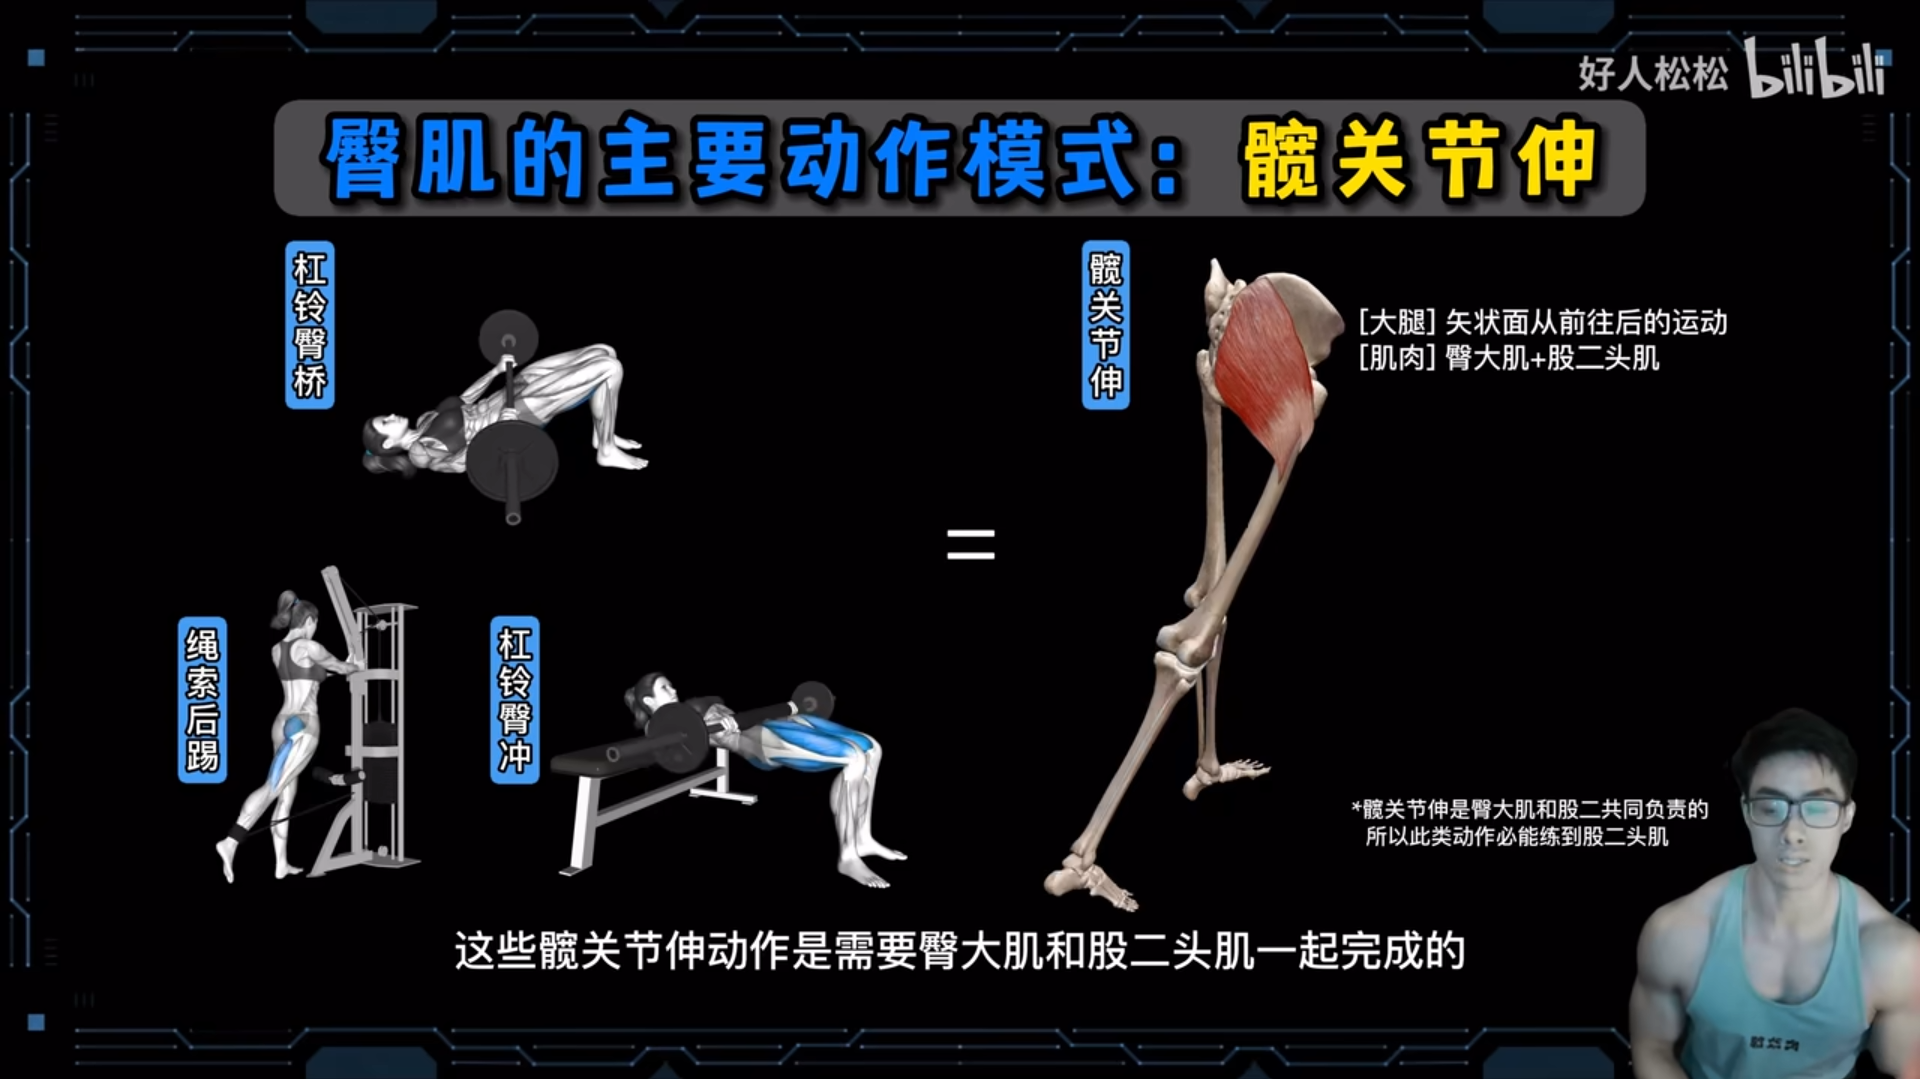 好人松松 bilibili
臀肌的主要动作模式：髋关节伸
杠铃臀桥
髋关节伸
[大腿] 矢状面从前往后的运动
[肌肉] 臀大肌+股二头肌
=
绳索后踢
杠铃臀冲
*髋关节伸是臀大肌和股二共同负责的
所以此类动作必能练到股二头肌
这些髋关节伸动作是需要臀大肌和股二头肌一起完成的